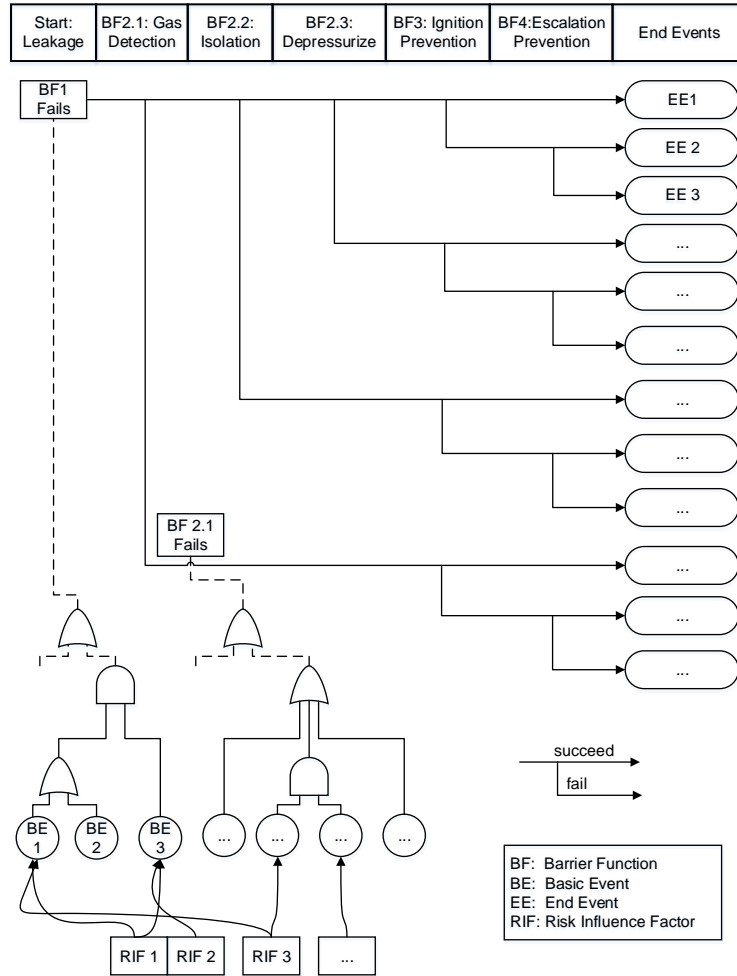 Start:
Leakage
BF2.1: Gas
Detection
BF2.2:
Isolation
BF2.3:
Depressurize
BF3: Ignition
Prevention
BF4:Escalation
Prevention
End Events
BF1
Fails
EE1
EE 2
EE 3
...
...
...
...
...
...
BF 2.1
Fails
...
...
...
succeed
fail
BE
1
BE
2
BE
3
...
...
...
...
RIF 1
RIF 2
RIF 3
...
BF: Barrier Function
BE: Basic Event
EE: End Event
RIF: Risk Influence Factor